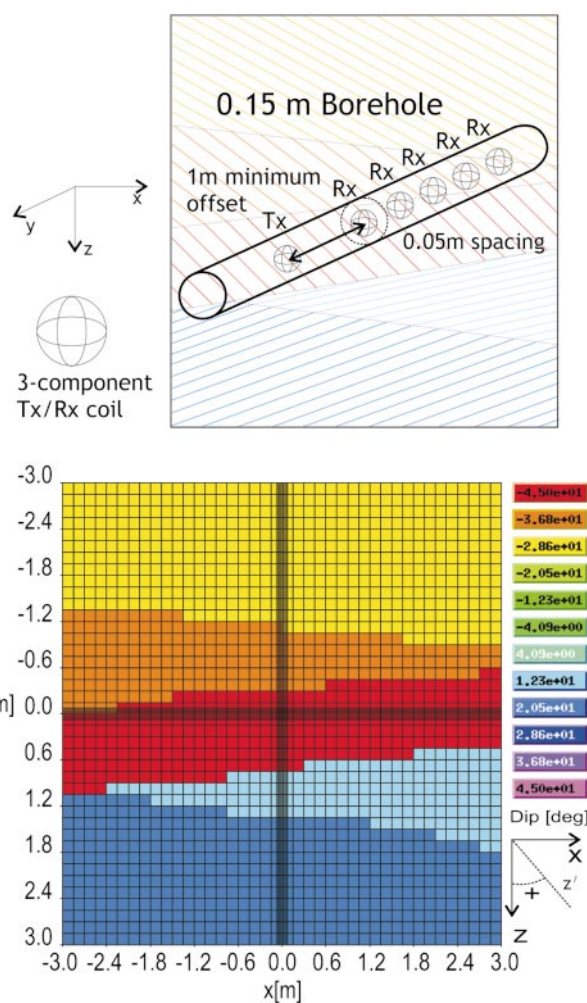 0.15 m Borehole
Rx
Rx
Rx
Rx
Rx
1m minimum
offset
Tx
0.05m spacing
x
y
z
3-component
Tx/Rx coil
-3.0
-2.4
-1.8
-1.2
-0.6
0.0
0.6
1.2
1.8
2.4
3.0
m]
-3.0 -2.4 -1.8 -1.2 -0.6 0.0 0.6 1.2 1.8 2.4 3.0
x[m]
-4.50e+01
-3.68e+01
-2.86e+01
-2.05e+01
-1.23e+01
-4.09e+00
4.09e+00
1.23e+01
2.05e+01
2.86e+01
3.68e+01
4.50e+01
Dip [deg]
X
z'
+
Z